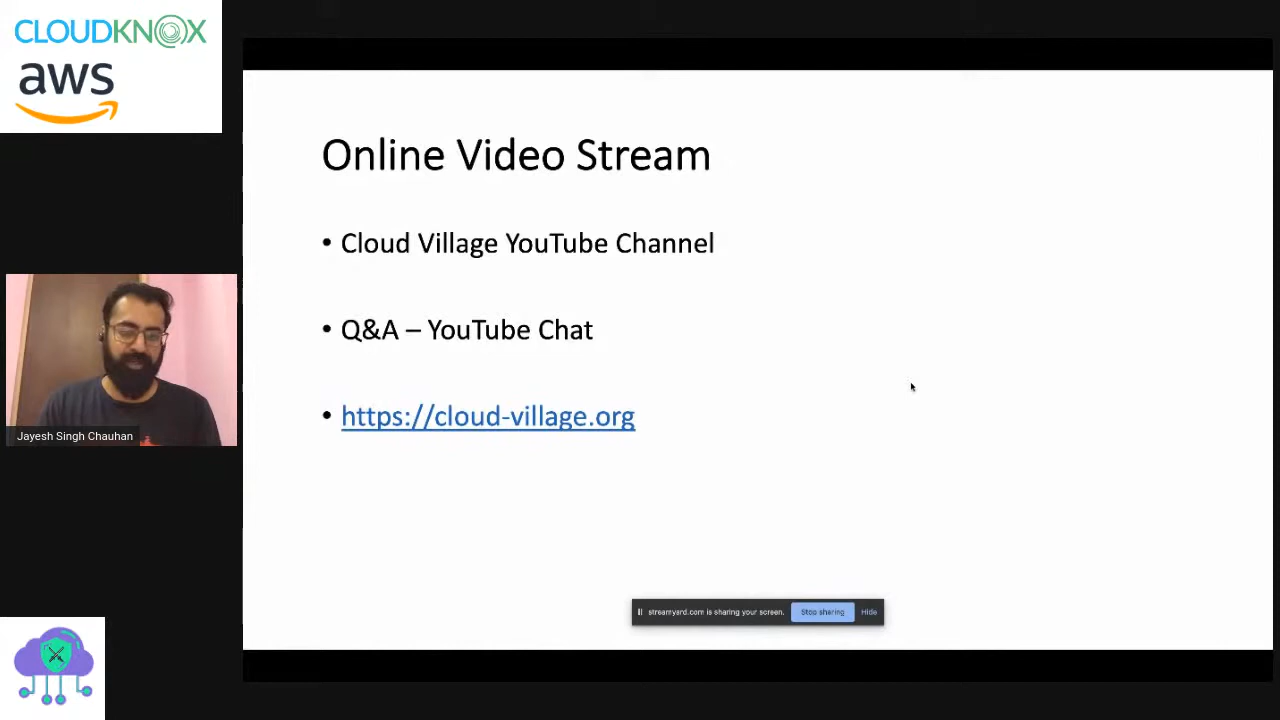 CLOUDKNOX
aws
Online Video Stream
• Cloud Village YouTube Channel
• Q&A – YouTube Chat
• https://cloud-village.org
Jayesh Singh Chauhan
streamyard.com is sharing your screen. Stop sharing Hide